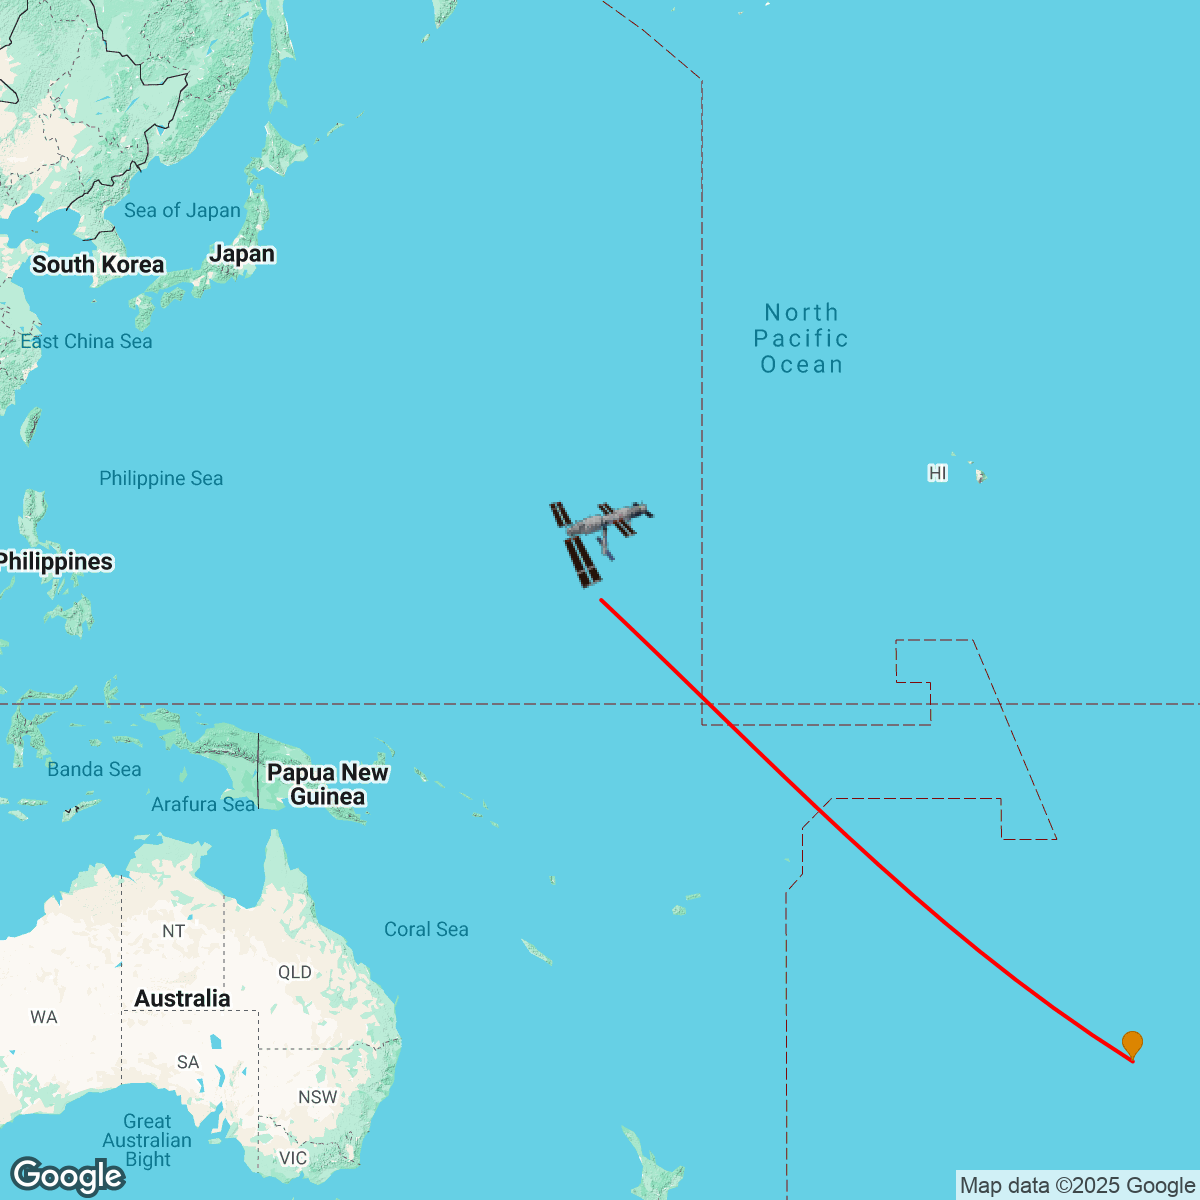 Sea of Japan
Japan
South Korea
North
Pacific
Ocean
East China Sea
HI
Philippine Sea
Philippines
Banda Sea
Papua New
Guinea
Arafura Sea
NT
Coral Sea
QLD
Australia
WA
SA
NSW
Great
Australian
Bight
VIC
Google
Map data ©2025 Google